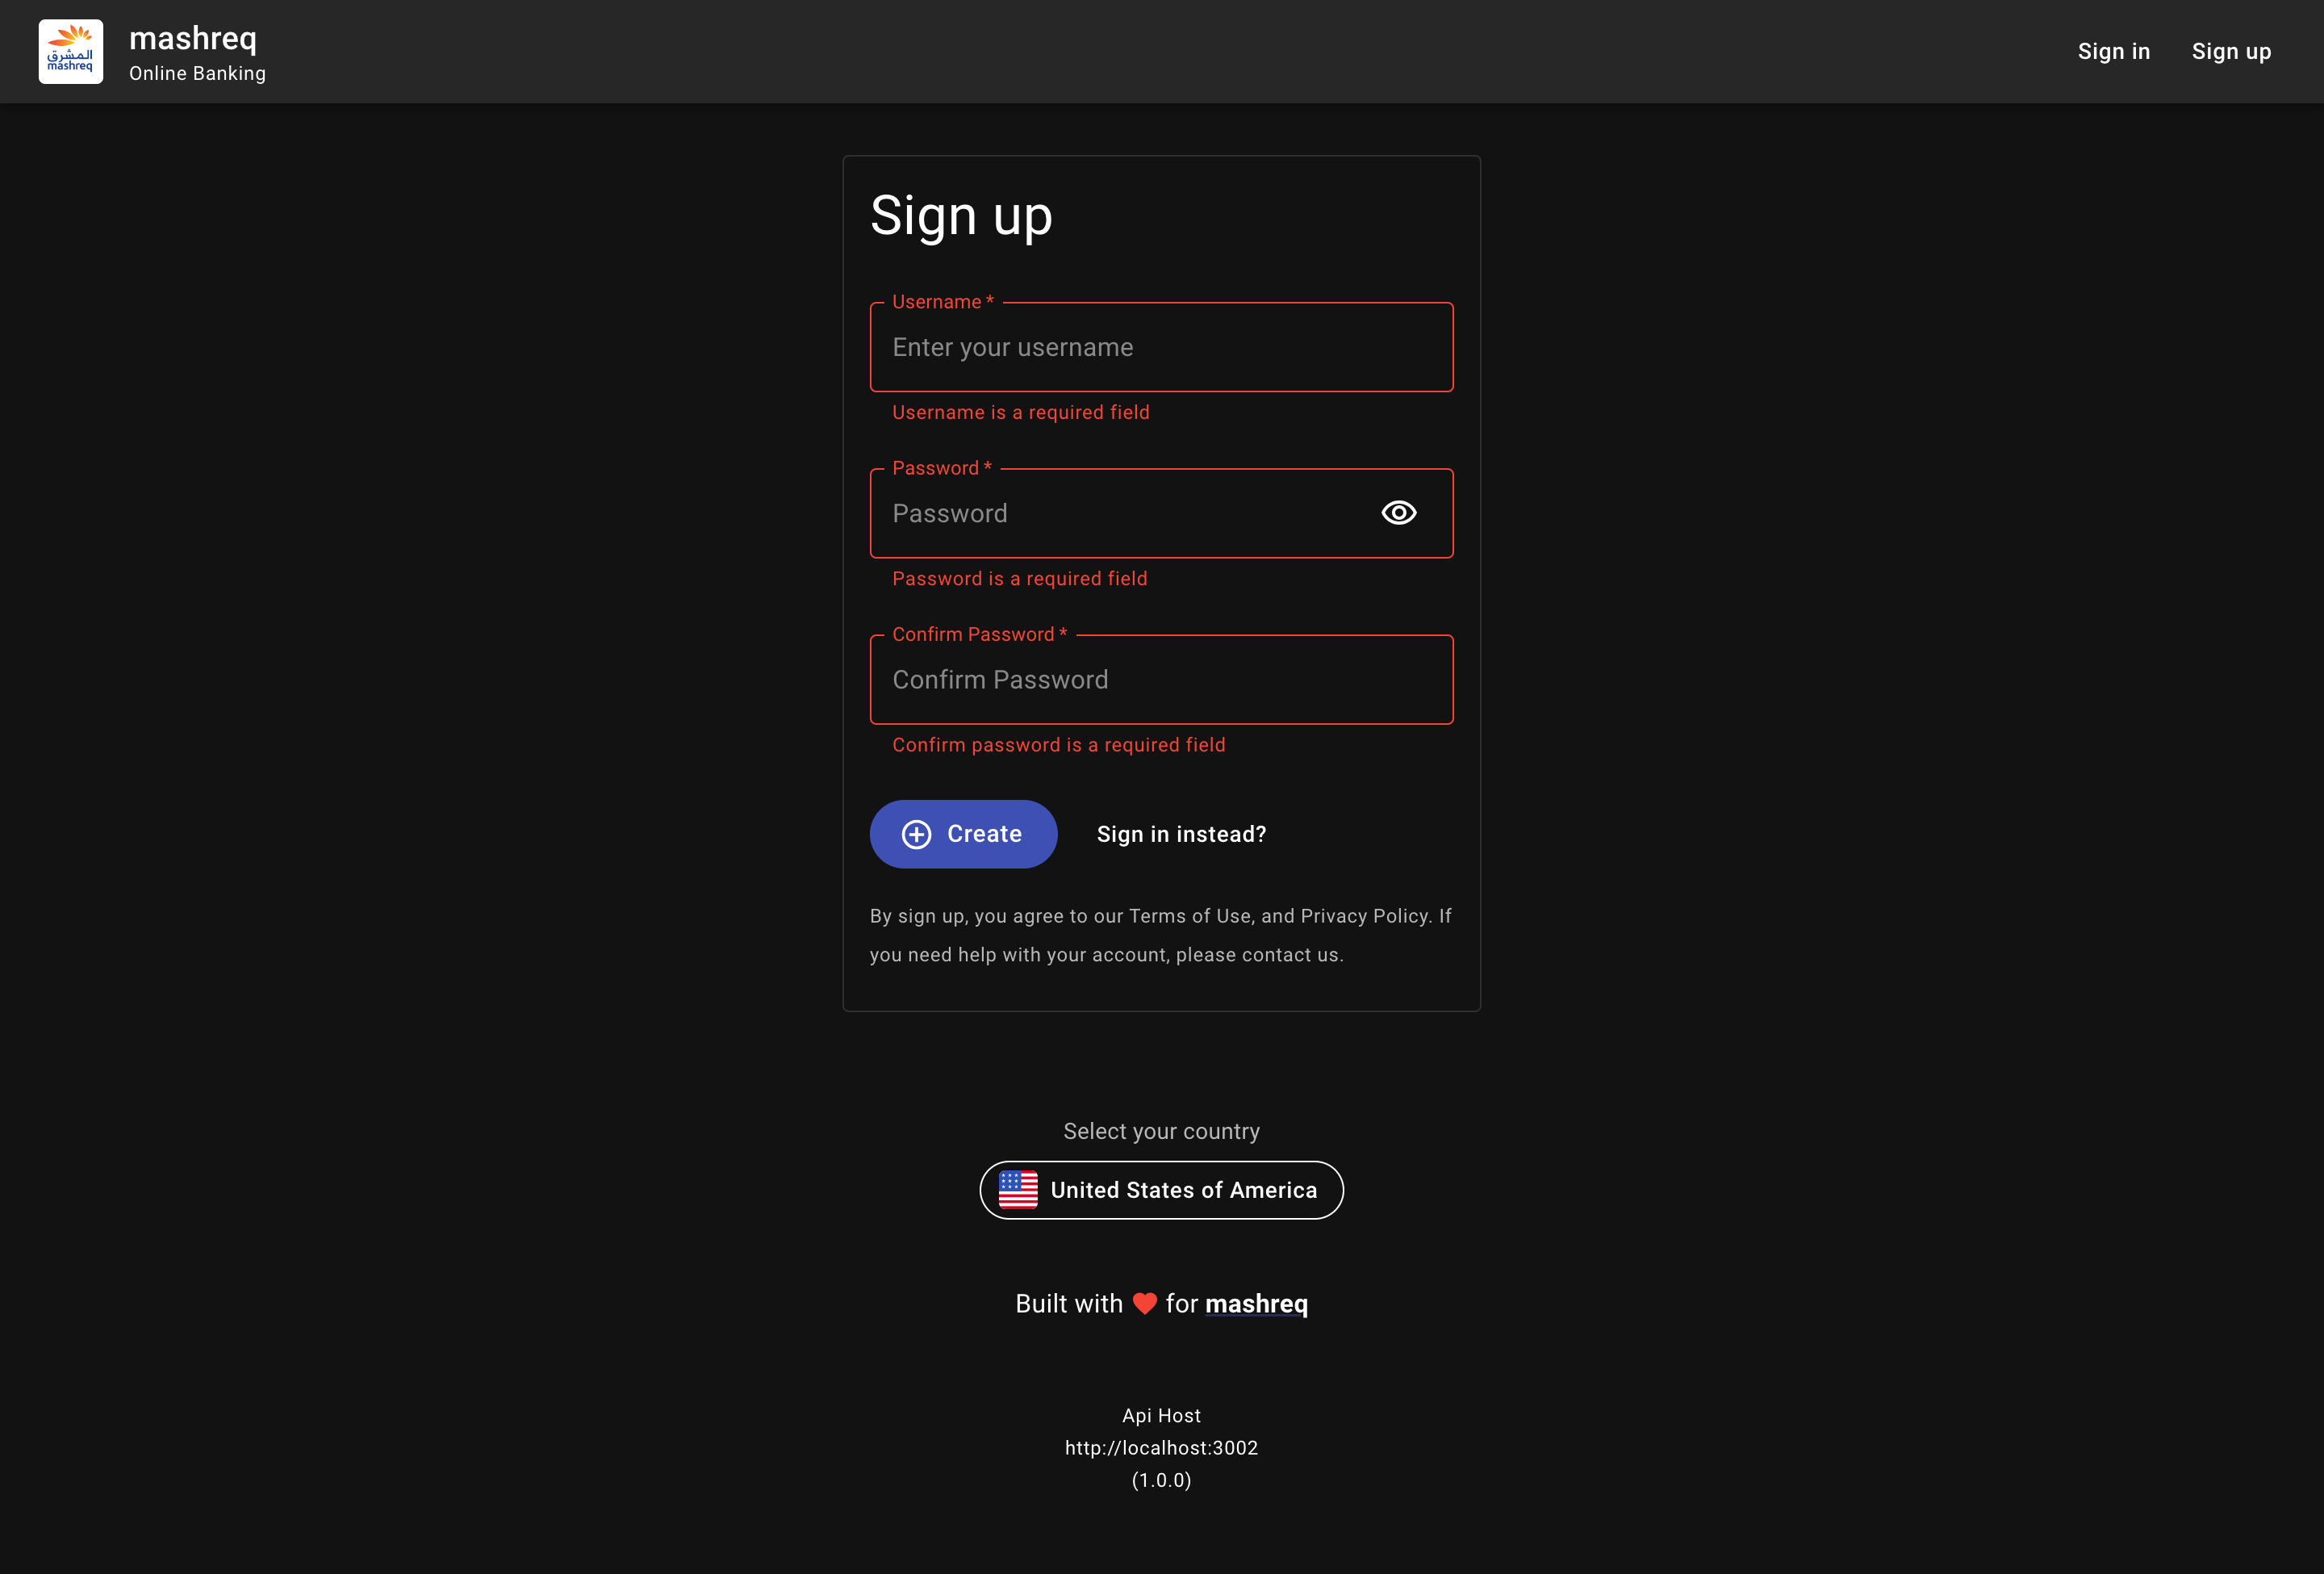 المشرق
mashreq
mashreq
Online Banking
Sign in
Sign up
Sign up
Username *
Enter your username
Username is a required field
Password *
Password
Password is a required field
Confirm Password *
Confirm Password
Confirm password is a required field
Create
Sign in instead?
By sign up, you agree to our Terms of Use, and Privacy Policy. If
you need help with your account, please contact us.
Select your country
United States of America
Built with ❤ for mashreq
Api Host
http://localhost:3002
(1.0.0)